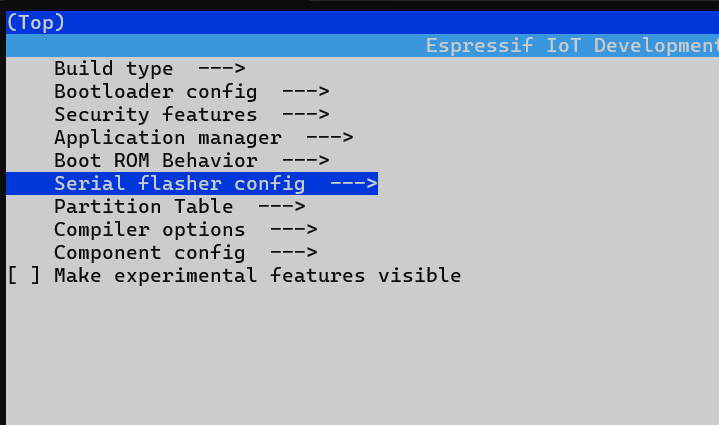 (Top)
Espressif IoT Development
Build type  --->
Bootloader config  --->
Security features  --->
Application manager  --->
Boot ROM Behavior  --->
Serial flasher config  --->
Partition Table  --->
Compiler options  --->
Component config  --->
[ ] Make experimental features visible